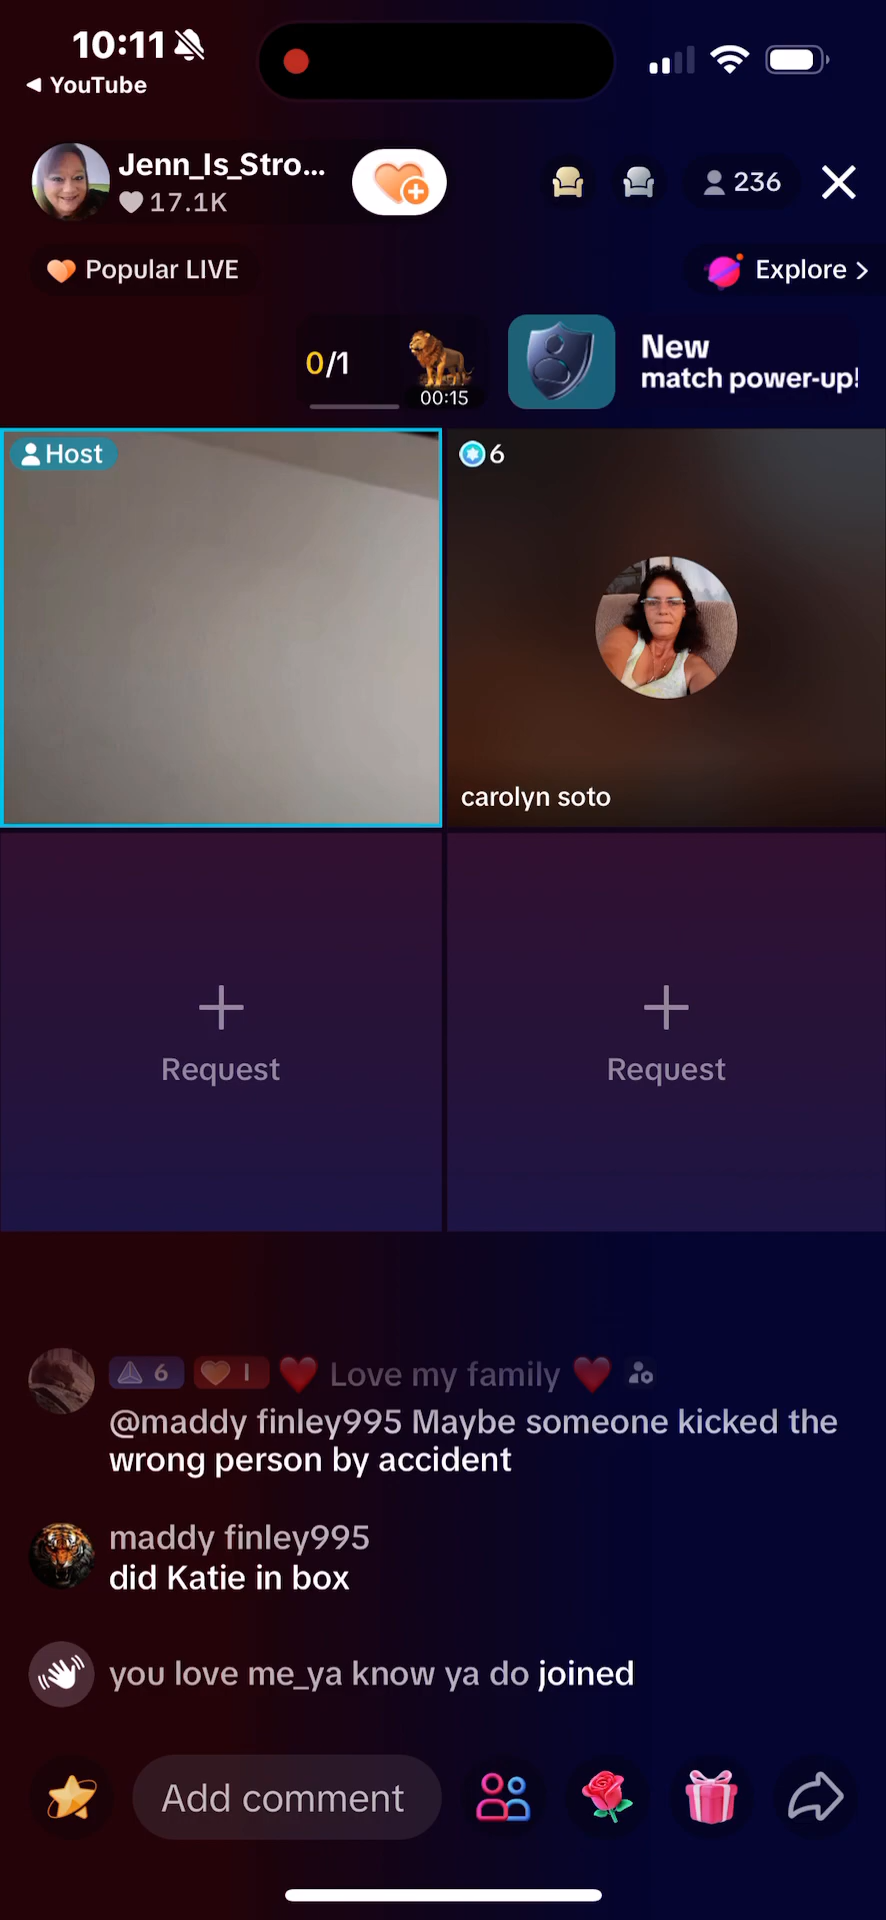 10:11
YouTube
Jenn_Is_Stro...
17.1K
236
Popular LIVE
Explore >
0/1
00:15
New
match power-up!
Host
6
carolyn soto
Request
Request
6
I
Love my family
@maddy finley995 Maybe someone kicked the
wrong person by accident
maddy finley995
did Katie in box
you love me_ya know ya do joined
Add comment